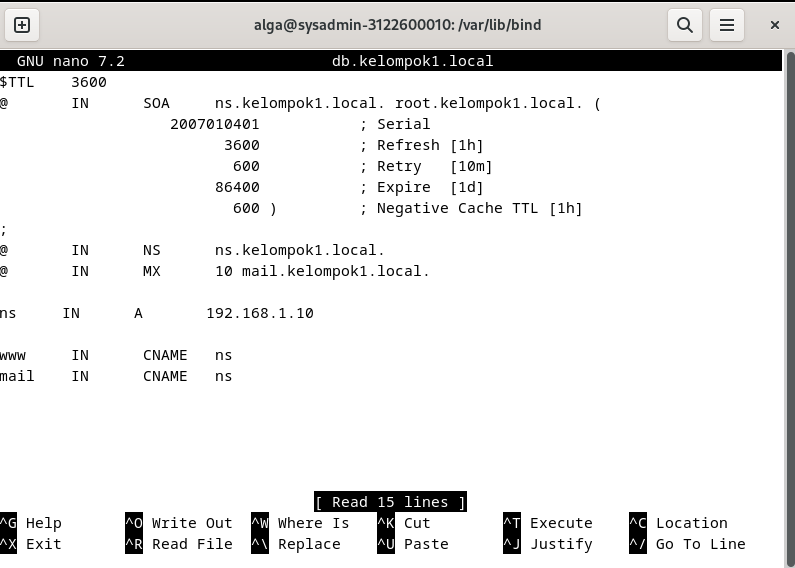 alga@sysadmin-3122600010: /var/lib/bind
GNU nano 7.2 db.kelompok1.local
$TTL 3600
@ IN SOA ns.kelompok1.local. root.kelompok1.local. (
2007010401 ; Serial
3600 ; Refresh [1h]
600 ; Retry [10m]
86400 ; Expire [1d]
600 ) ; Negative Cache TTL [1h]
;
@ IN NS ns.kelompok1.local.
@ IN MX 10 mail.kelompok1.local.
ns IN A 192.168.1.10
www IN CNAME ns
mail IN CNAME ns
[ Read 15 lines ]
^G Help ^O Write Out ^W Where Is ^K Cut ^T Execute ^C Location
^X Exit ^R Read File ^\ Replace ^U Paste ^J Justify ^/ Go To Line